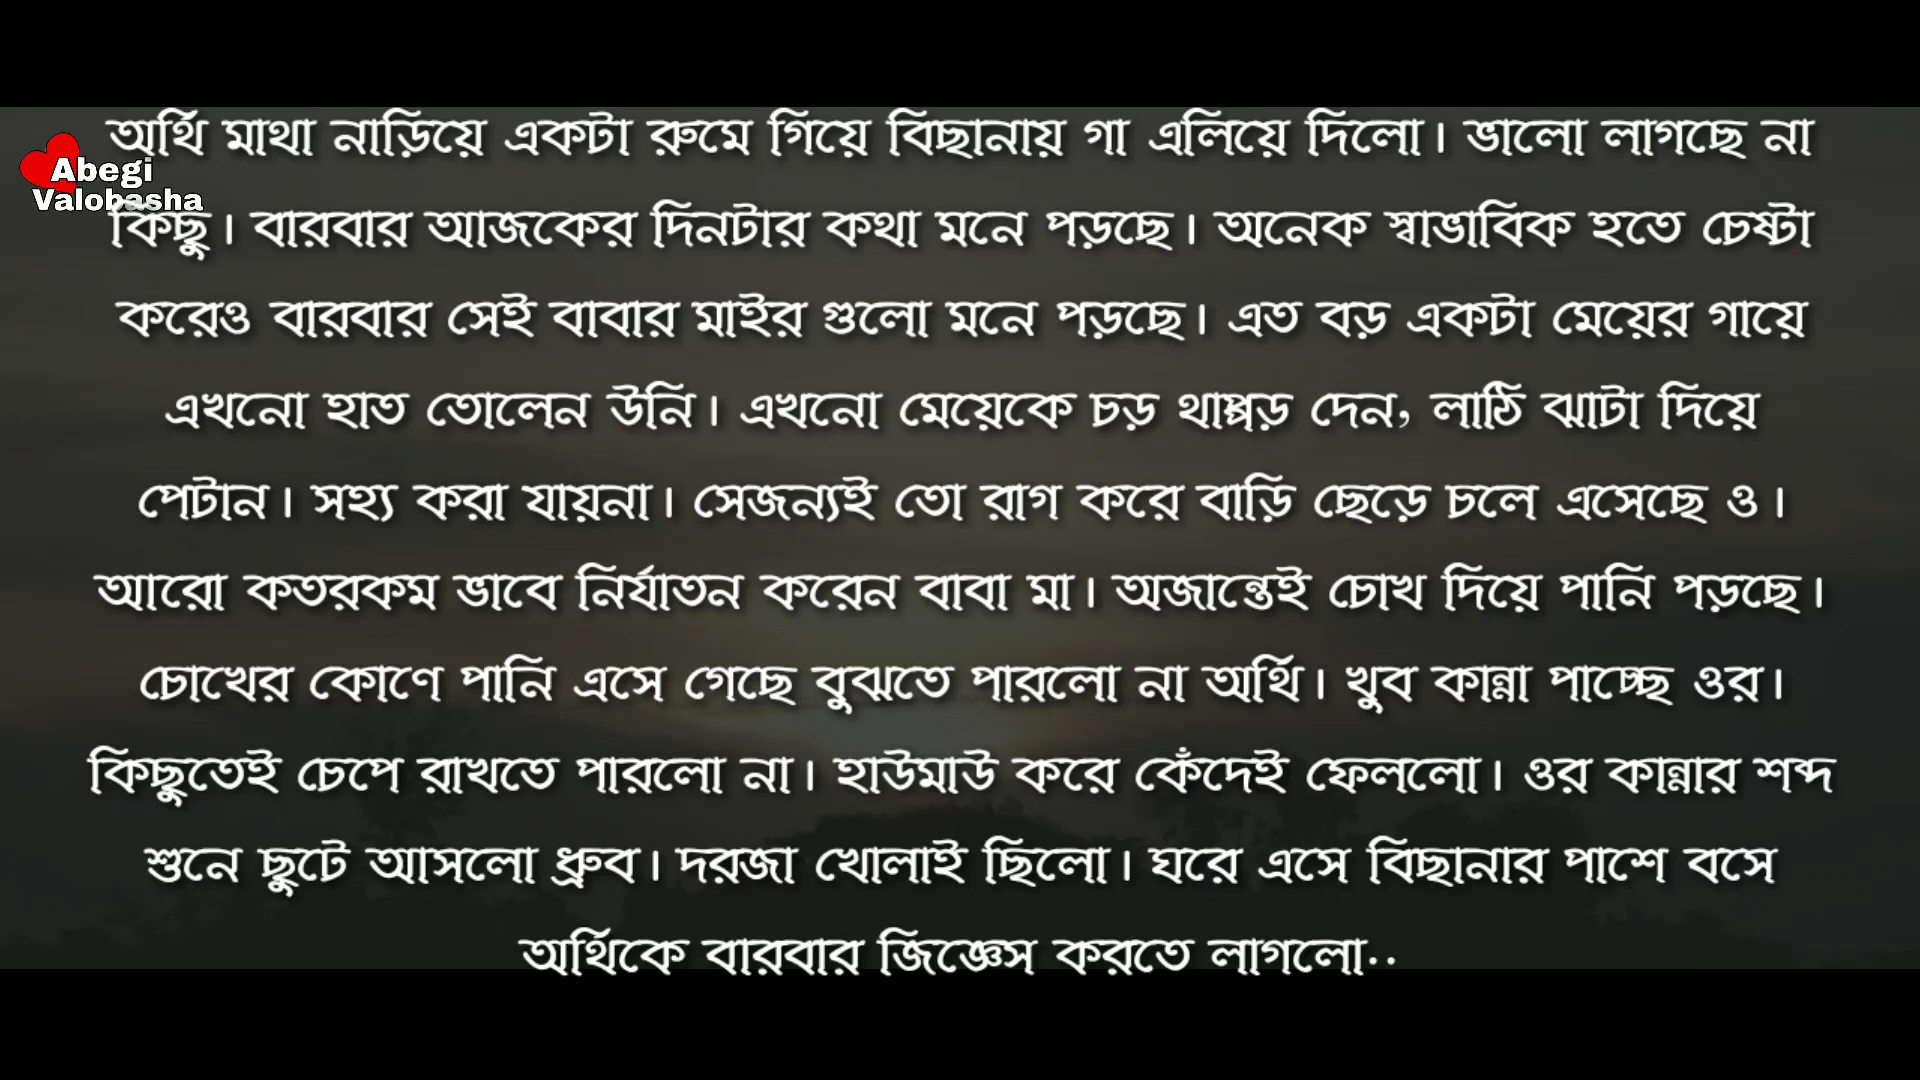 অর্থি মাথা নাড়িয়ে একটা রুমে গিয়ে বিছানায় গা এলিয়ে দিলো। ভালো লাগছে না
Abegi
Valobasha
কিছু। বারবার আজকের দিনটার কথা মনে পড়ছে। অনেক স্বাভাবিক হতে চেষ্টা
করেও বারবার সেই বাবার মাইর গুলো মনে পড়ছে। এত বড় একটা মেয়ের গায়ে
এখনো হাত তোলেন উনি। এখনো মেয়েকে চড় থাপ্পড় দেন, লাঠি ঝাটা দিয়ে
পেটান। সহ্য করা যায়না। সেজন্যই তো রাগ করে বাড়ি ছেড়ে চলে এসেছে ও।
আরো কতরকম ভাবে নির্যাতন করেন বাবা মা। অজান্তেই চোখ দিয়ে পানি পড়ছে।
চোখের কোণে পানি এসে গেছে বুঝতে পারলো না অর্থি। খুব কান্না পাচ্ছে ওর।
কিছুতেই চেপে রাখতে পারলো না। হাউমাউ করে কেঁদেই ফেললো। ওর কান্নার শব্দ
শুনে ছুটে আসলো ধ্রুব। দরজা খোলাই ছিলো। ঘরে এসে বিছানার পাশে বসে
অর্থিকে বারবার জিজ্ঞেস করতে লাগলো..